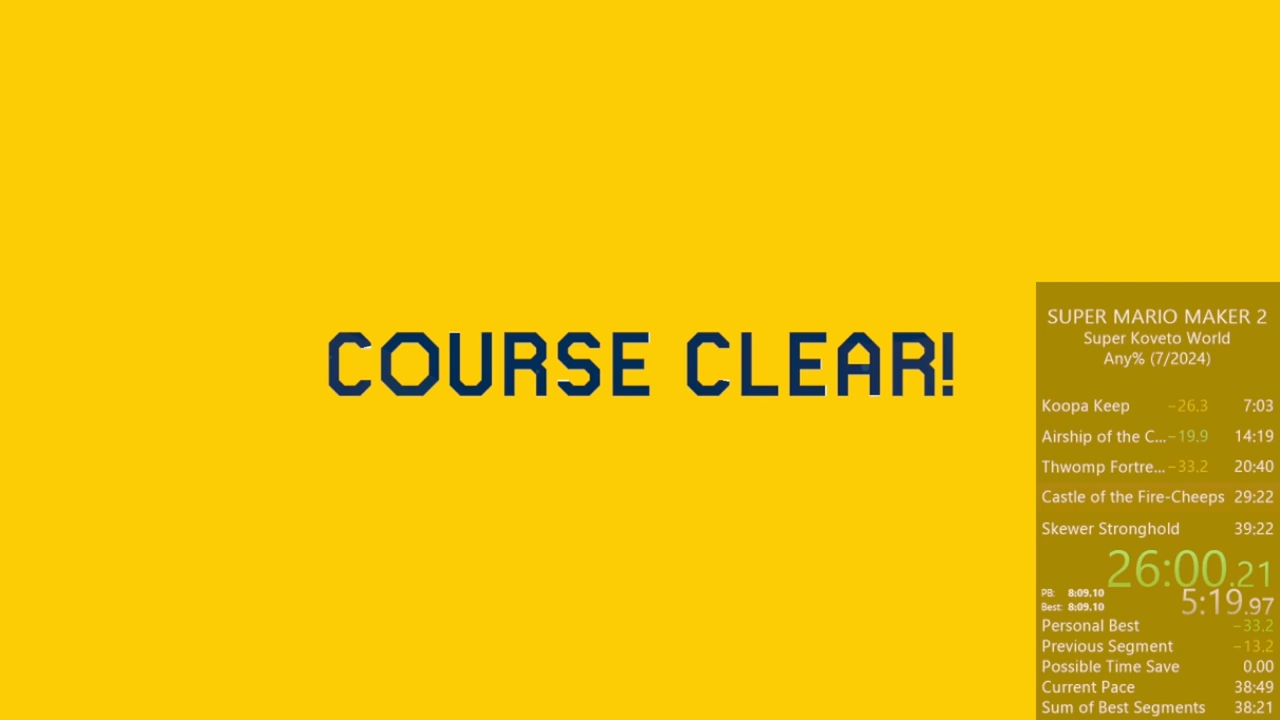 COURSE CLEAR!
SUPER MARIO MAKER 2
Super Koveto World
Any% (7/2024)
Koopa Keep -26.3 7:03
Airship of the C... -19.9 14:19
Thwomp Fortre... -33.2 20:40
Castle of the Fire-Cheeps 29:22
Skewer Stronghold 39:22
26:00.21
PB: 8:09.10
Best: 8:09.10
5:19.97
Personal Best -33.2
Previous Segment -13.2
Possible Time Save 0.00
Current Pace 38:49
Sum of Best Segments 38:21